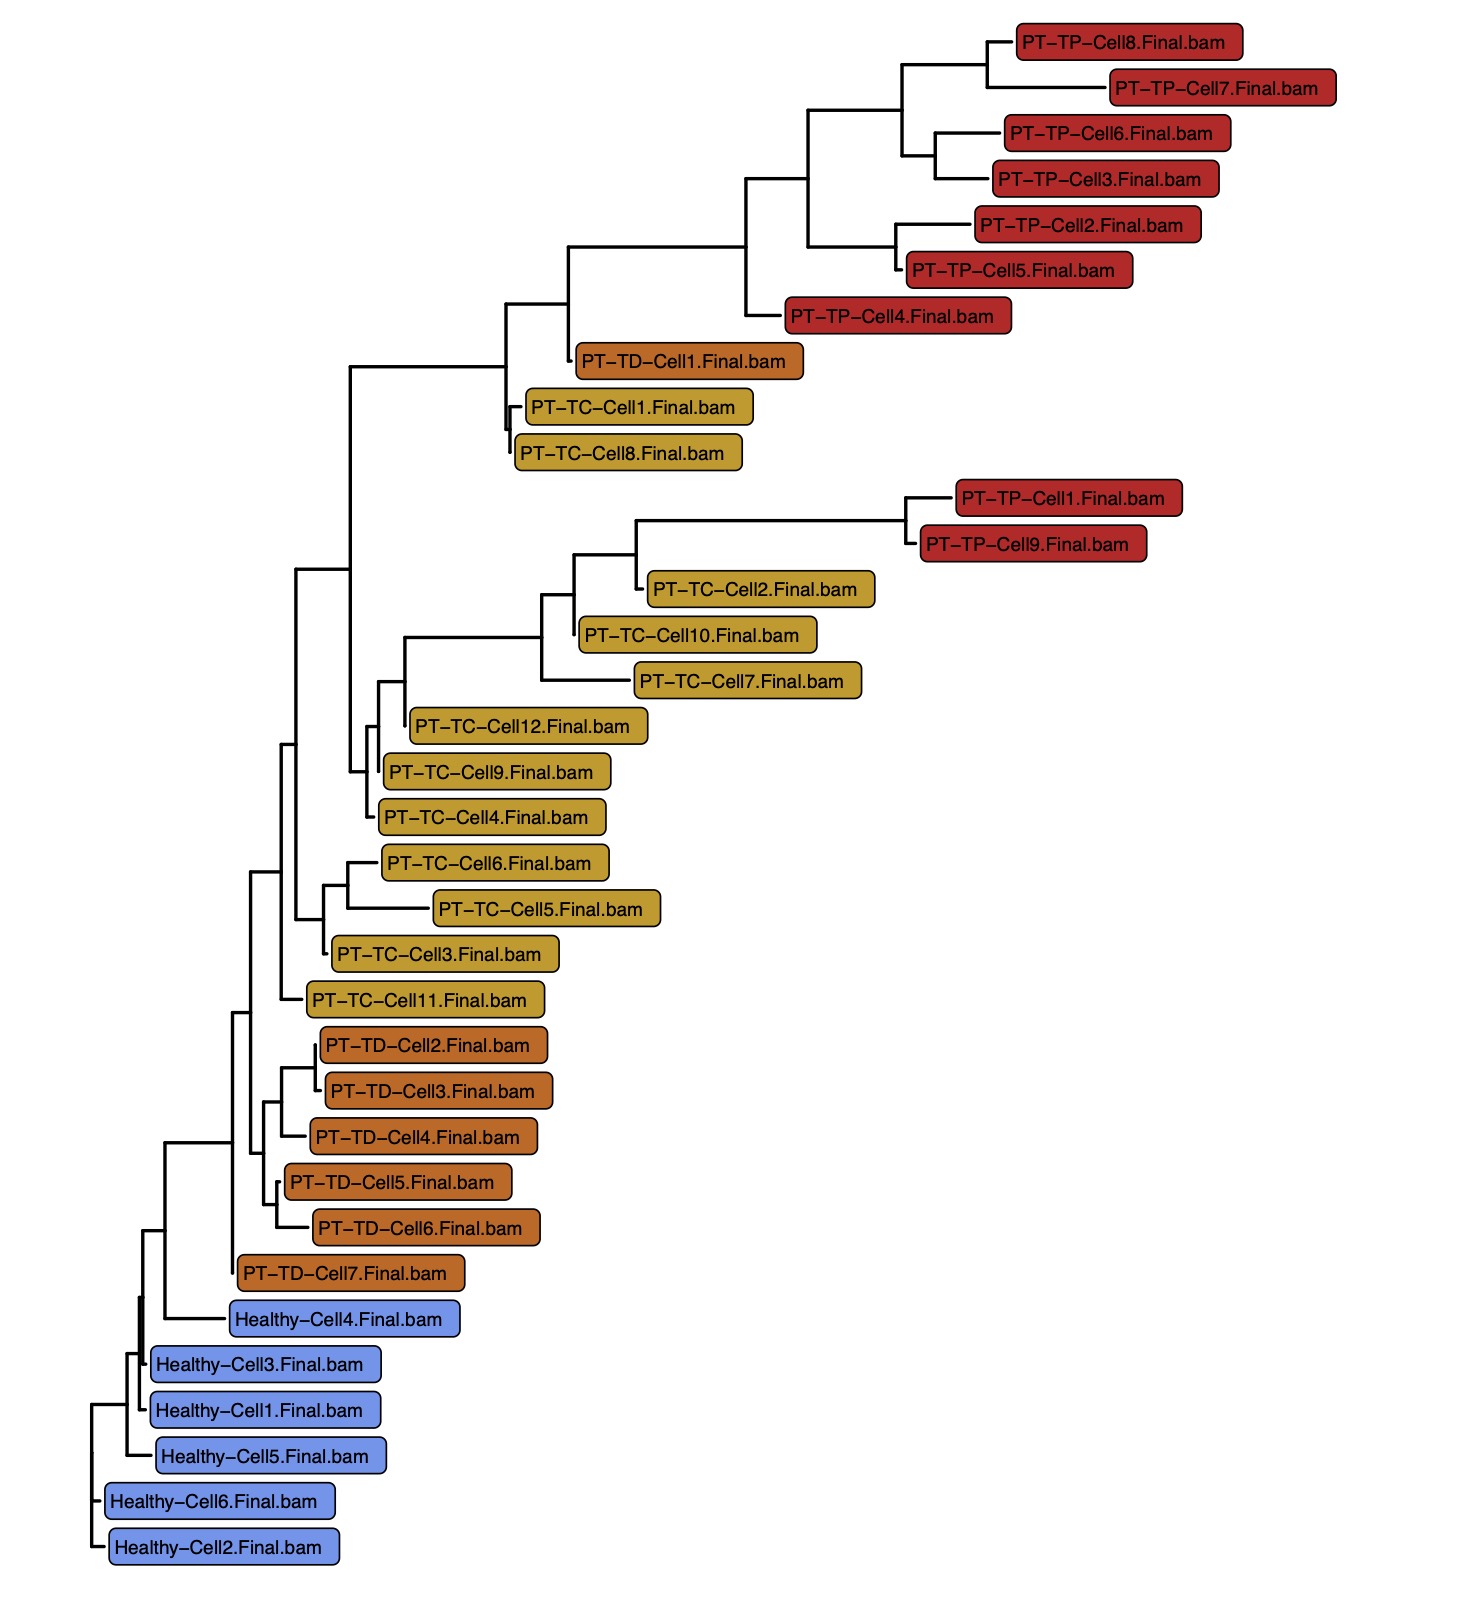 PT−TP−Cell8.Final.bam
PT−TP−Cell7.Final.bam
PT−TP−Cell6.Final.bam
PT−TP−Cell3.Final.bam
PT−TP−Cell2.Final.bam
PT−TP−Cell5.Final.bam
PT−TP−Cell4.Final.bam
PT−TD−Cell1.Final.bam
PT−TC−Cell1.Final.bam
PT−TC−Cell8.Final.bam
PT−TP−Cell1.Final.bam
PT−TP−Cell9.Final.bam
PT−TC−Cell2.Final.bam
PT−TC−Cell10.Final.bam
PT−TC−Cell7.Final.bam
PT−TC−Cell12.Final.bam
PT−TC−Cell9.Final.bam
PT−TC−Cell4.Final.bam
PT−TC−Cell6.Final.bam
PT−TC−Cell5.Final.bam
PT−TC−Cell3.Final.bam
PT−TC−Cell11.Final.bam
PT−TD−Cell2.Final.bam
PT−TD−Cell3.Final.bam
PT−TD−Cell4.Final.bam
PT−TD−Cell5.Final.bam
PT−TD−Cell6.Final.bam
PT−TD−Cell7.Final.bam
Healthy−Cell4.Final.bam
Healthy−Cell3.Final.bam
Healthy−Cell1.Final.bam
Healthy−Cell5.Final.bam
Healthy−Cell6.Final.bam
Healthy−Cell2.Final.bam